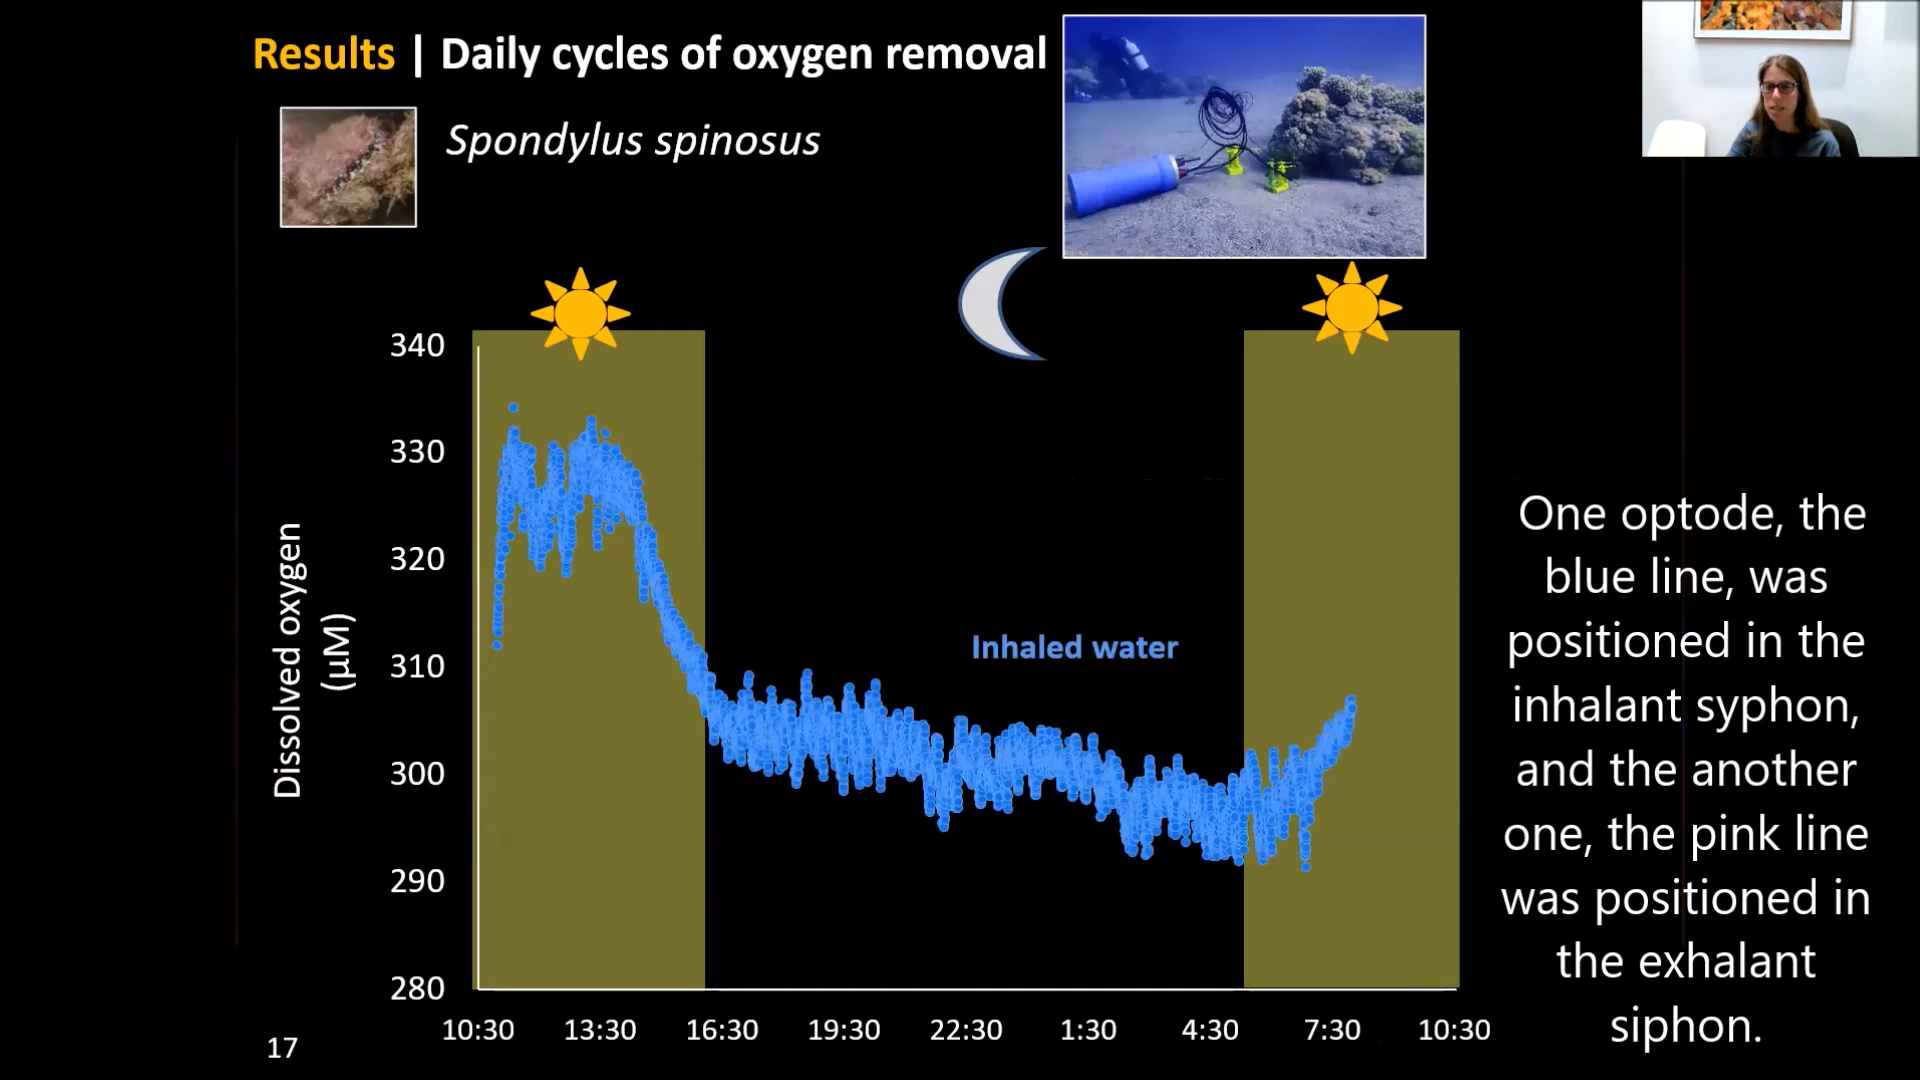 Results | Daily cycles of oxygen removal
Spondylus spinosus
340
330
320
310
300
290
280
Dissolved oxygen
(µM)
Inhaled water
10:30 13:30 16:30 19:30 22:30 1:30 4:30 7:30 10:30
17
One optode, the
blue line, was
positioned in the
inhalant syphon,
and the another
one, the pink line
was positioned in
the exhalant
siphon.